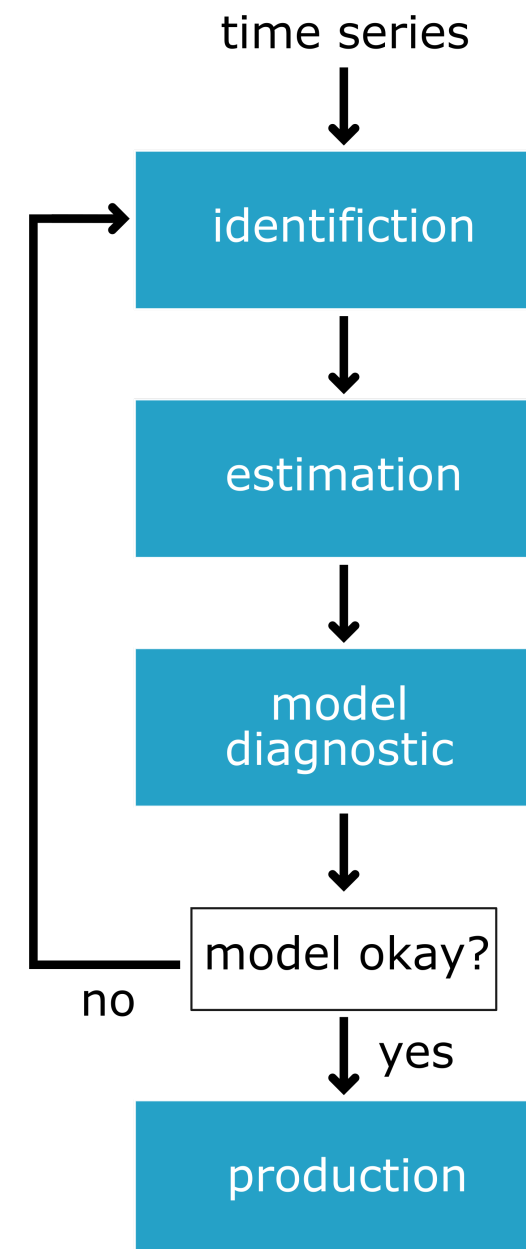 time series
identifiction
estimation
model
diagnostic
model okay?
no
yes
production